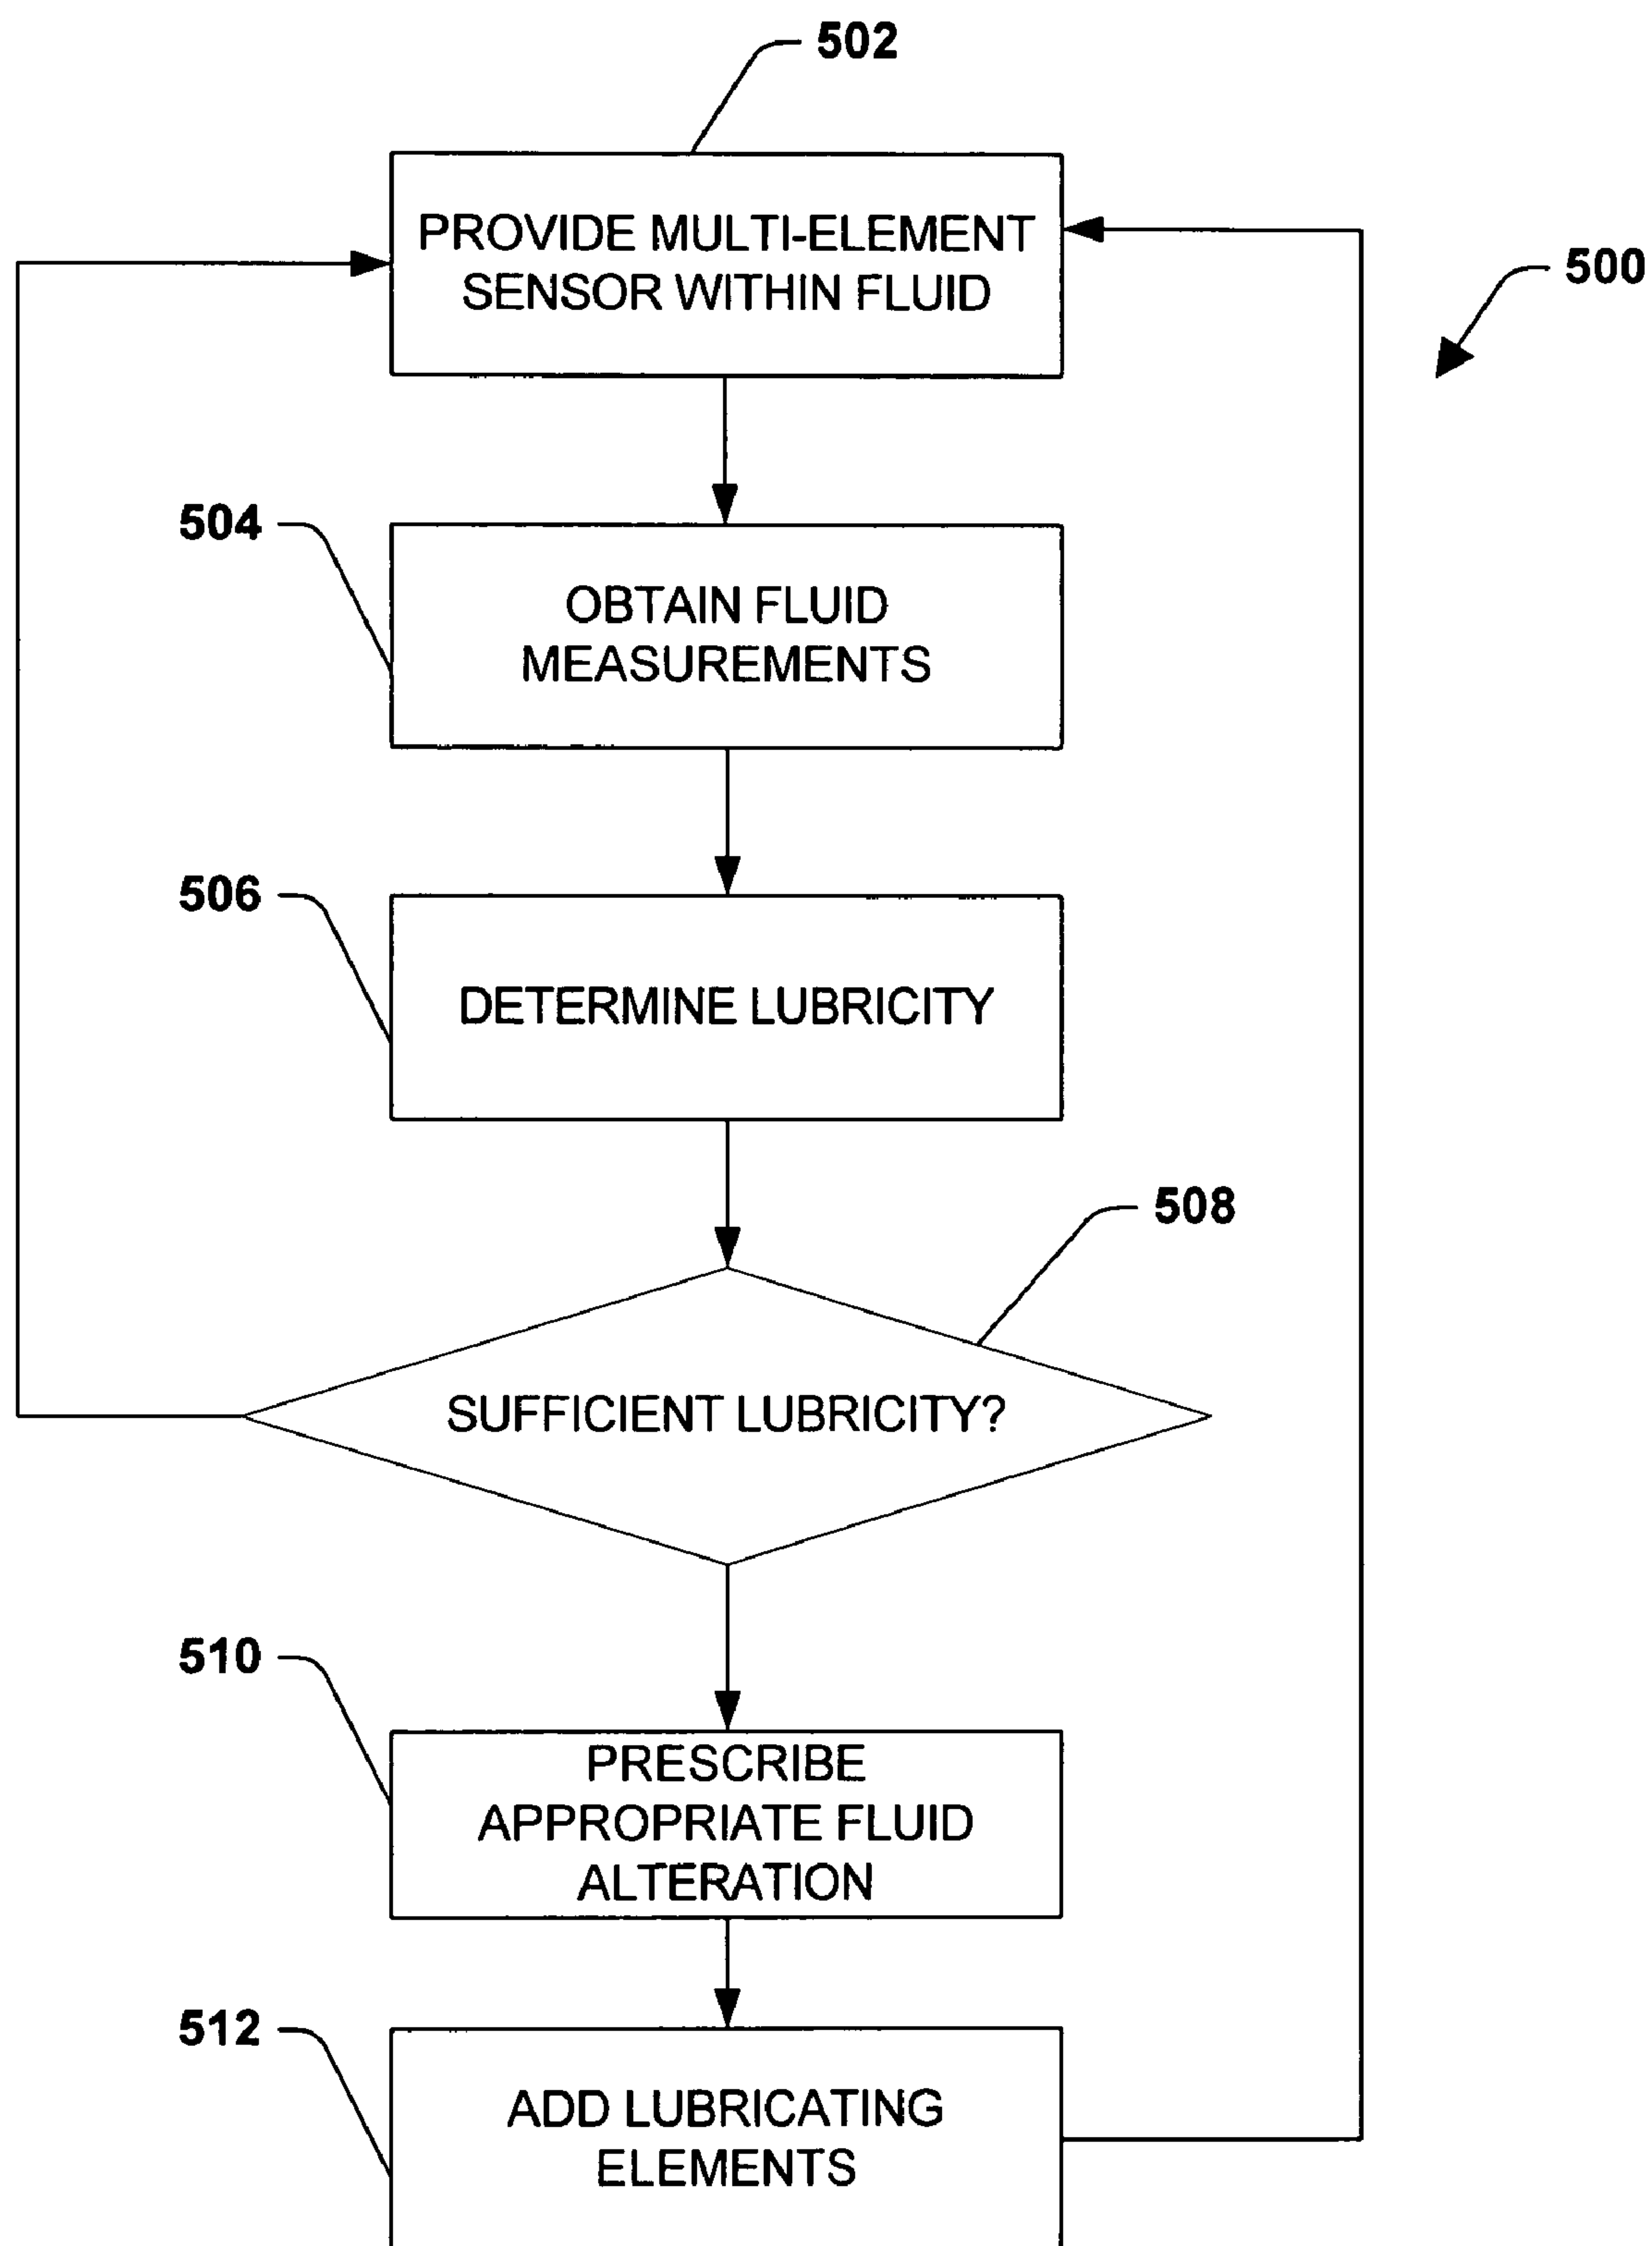 502
PROVIDE MULTI-ELEMENT
SENSOR WITHIN FLUID
500
504
OBTAIN FLUID
MEASUREMENTS
506
DETERMINE LUBRICITY
508
SUFFICIENT LUBRICITY?
510
PRESCRIBE
APPROPRIATE FLUID
ALTERATION
512
ADD LUBRICATING
ELEMENTS